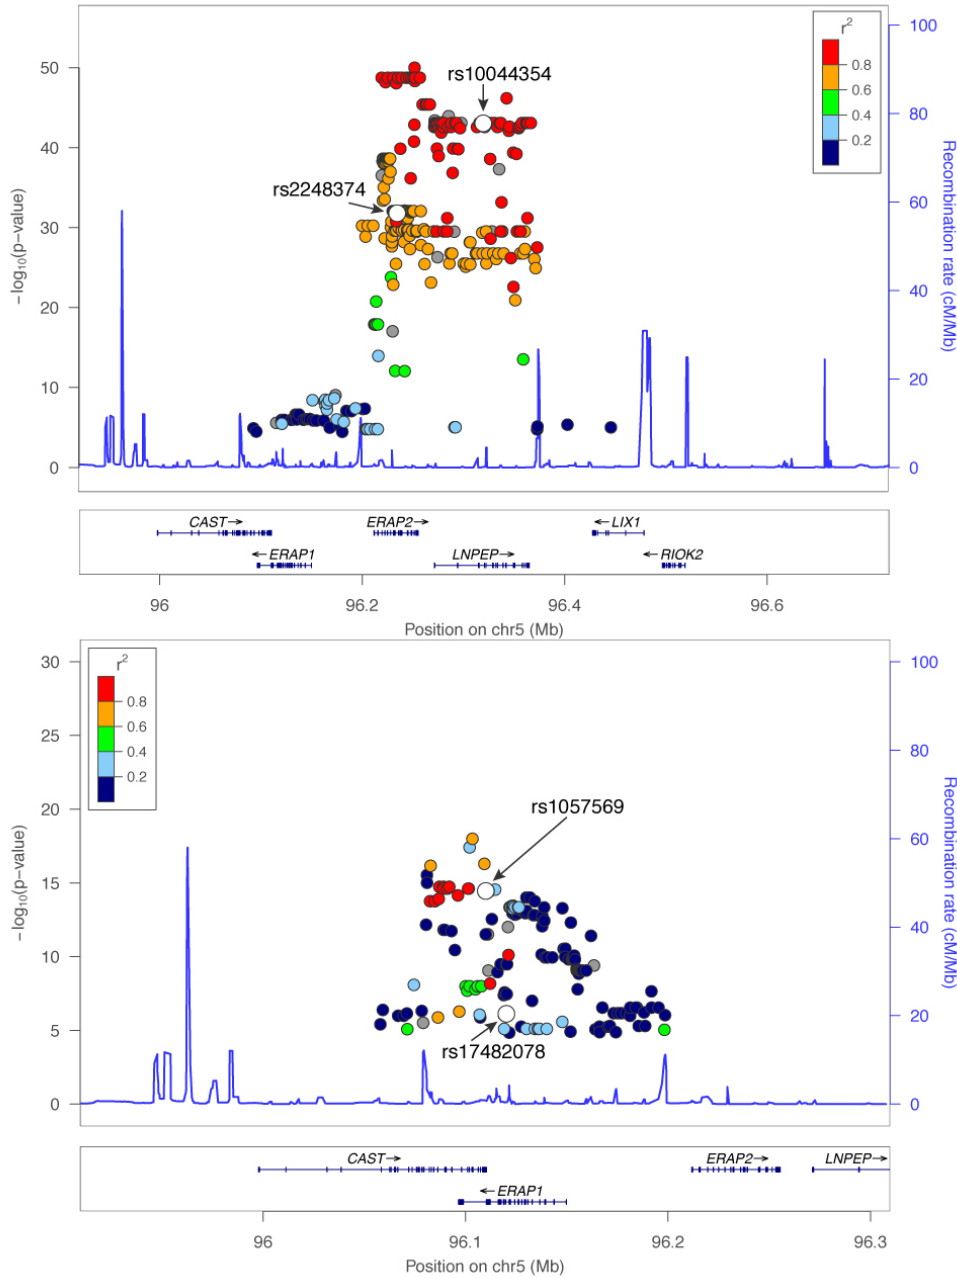 r²
0.8
0.6
0.4
0.2
rs10044354
rs2248374
50
40
30
20
10
0
−log₁₀(p−value)
100
80
60
40
20
0
Recombination rate (cM/Mb)
CAST→
ERAP2→
←LIX1
←ERAP1
LNPEP→
←RIOK2
96
96.2
96.4
96.6
Position on chr5 (Mb)
r²
0.8
0.6
0.4
0.2
rs1057569
rs17482078
30
25
20
15
10
5
0
−log₁₀(p−value)
100
80
60
40
20
0
Recombination rate (cM/Mb)
CAST→
ERAP2→
LNPEP→
←ERAP1
96
96.1
96.2
96.3
Position on chr5 (Mb)